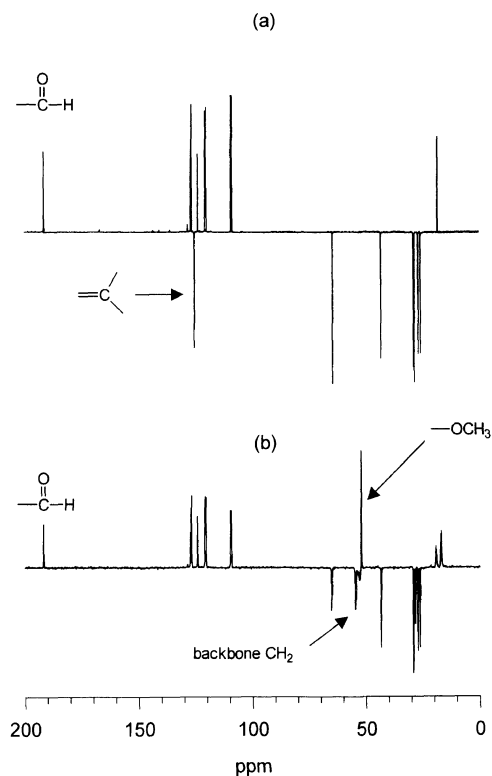 (a)
O
—C—H
=C
(b)
—OCH₃
O
—C—H
backbone CH₂
200 150 100 50 0
ppm